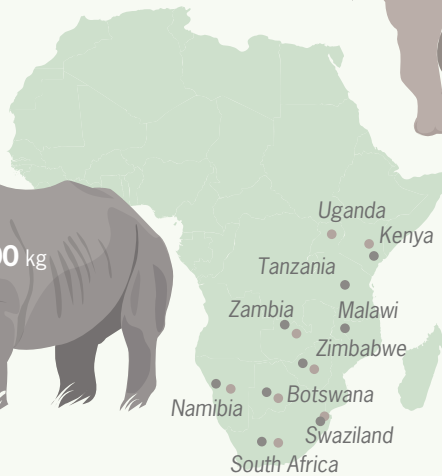 Uganda
Kenya
00 kg
Tanzania
Zambia
Malawi
Zimbabwe
Botswana
Namibia
Swaziland
South Africa